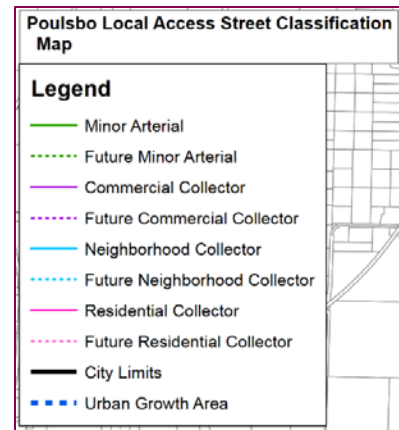 Poulsbo Local Access Street Classification
Map
Legend
Minor Arterial
Future Minor Arterial
Commercial Collector
Future Commercial Collector
Neighborhood Collector
Future Neighborhood Collector
Residential Collector
Future Residential Collector
City Limits
Urban Growth Area